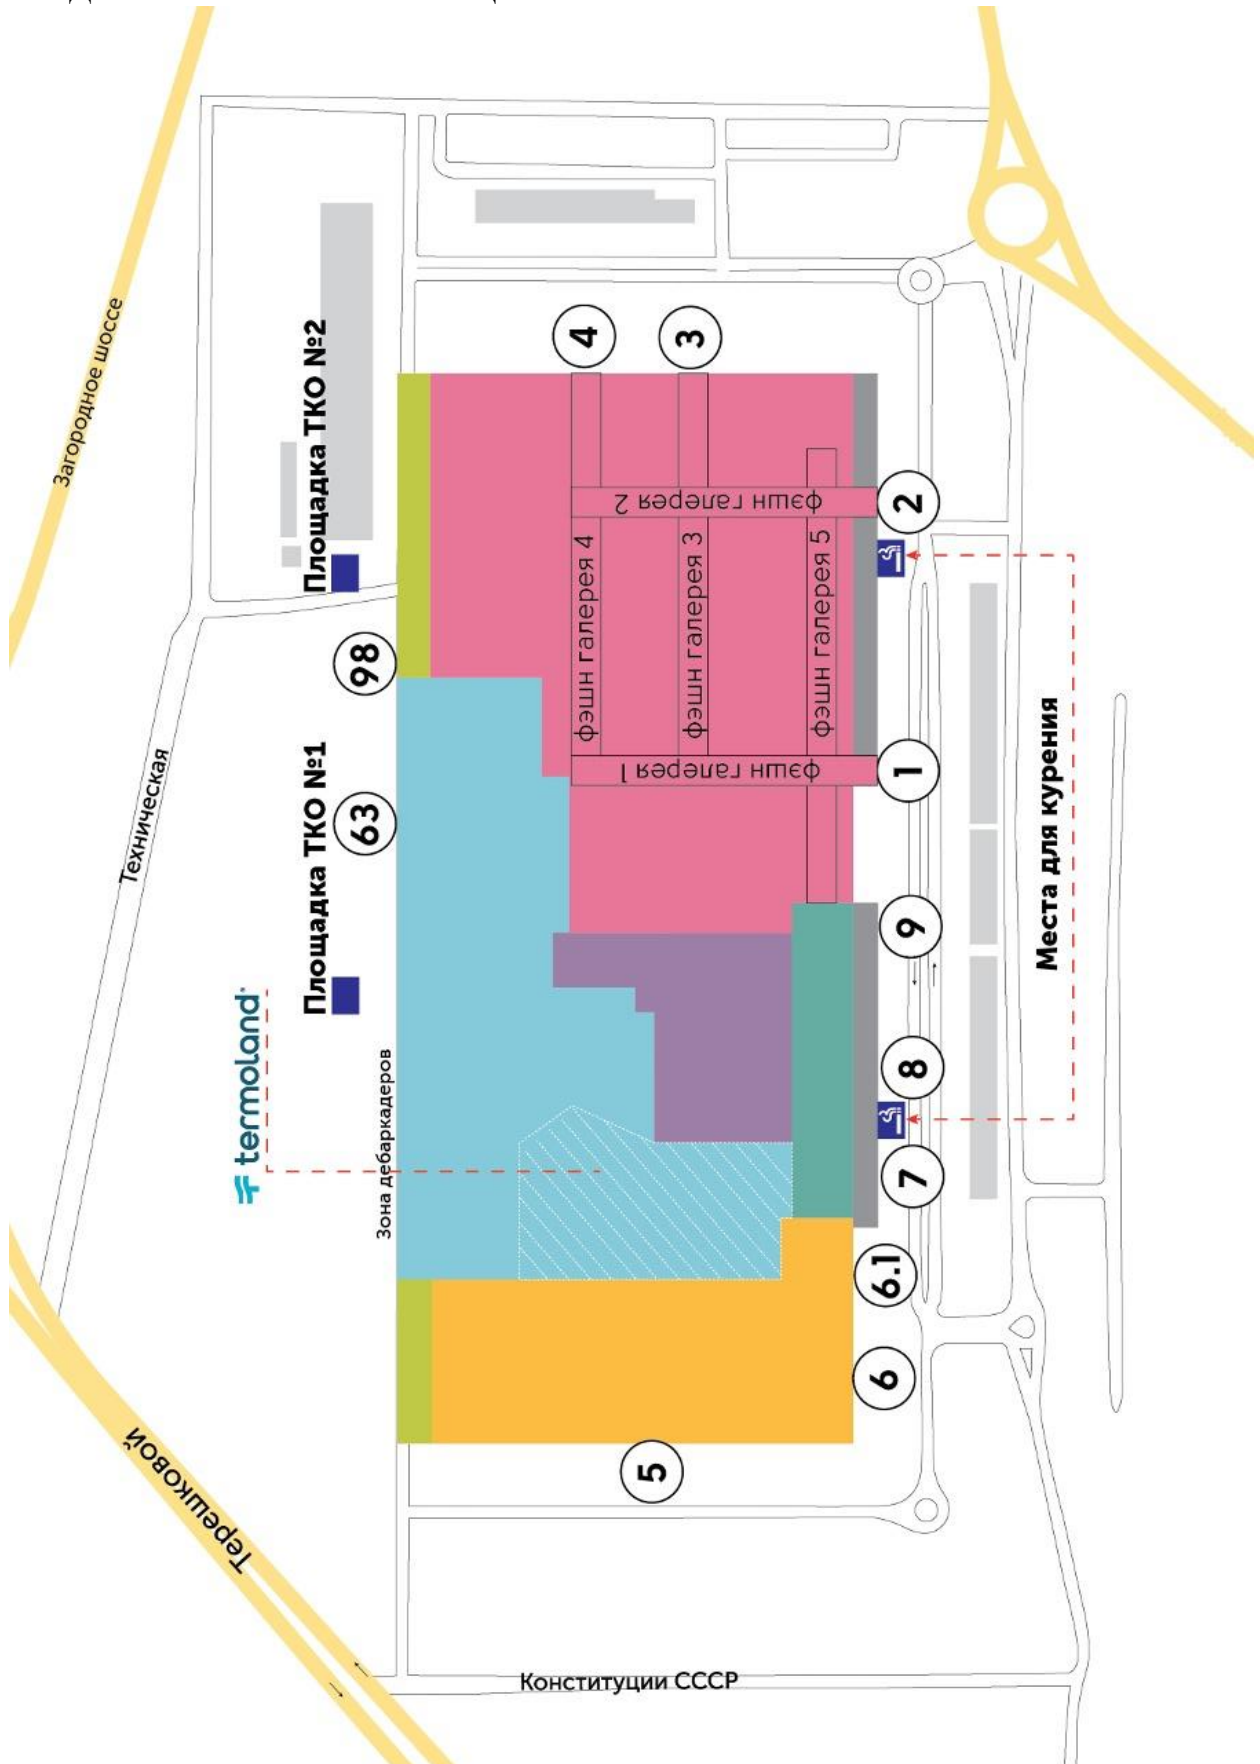 Загородное шоссе
Площадка ТКО №2
4
3
2
фэшн галерея 2
фэшн галерея 4
фэшн галерея 3
фэшн галерея 5
98
Техническая
Площадка ТКО №1
63
фэшн галерея 1
1
Места для курения
9
termoland
Зона дебаркадеров
8
7
6.1
6
5
Терешковой
Конституции СССР